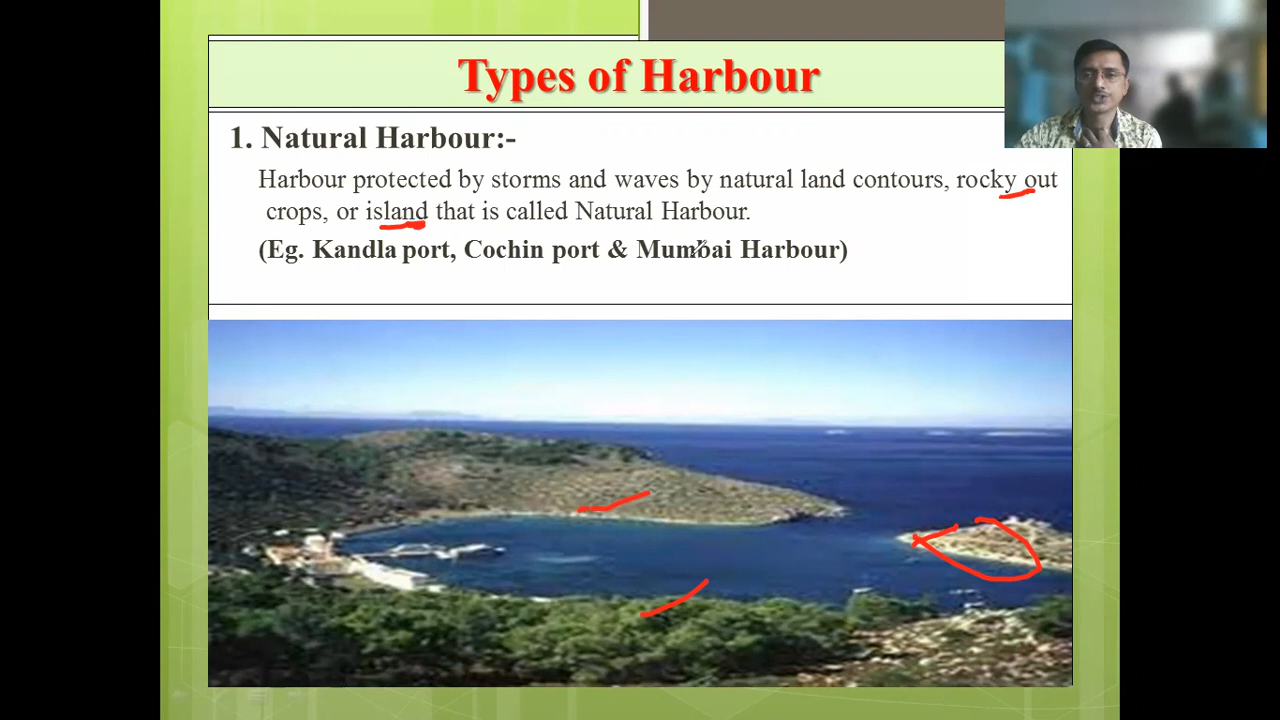 Types of Harbour
1. Natural Harbour:-
Harbour protected by storms and waves by natural land contours, rocky out
crops, or island that is called Natural Harbour.
(Eg. Kandla port, Cochin port & Mumbai Harbour)